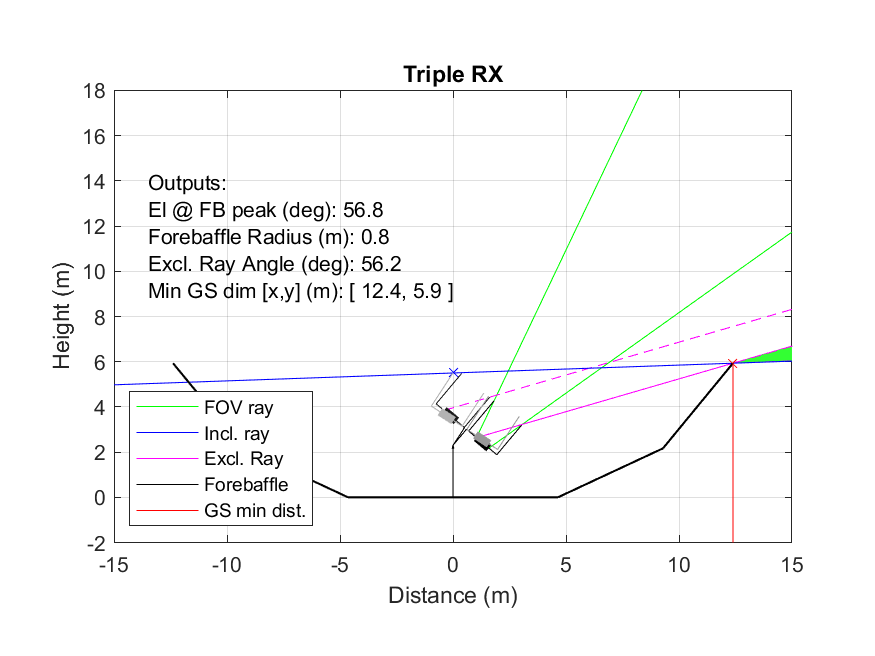 Triple RX
18
16
14
12
10
8
6
4
2
0
-2
Height (m)
Outputs:
El @ FB peak (deg): 56.8
Forebaffle Radius (m): 0.8
Excl. Ray Angle (deg): 56.2
Min GS dim [x,y] (m): [ 12.4, 5.9 ]
FOV ray
Incl. ray
Excl. Ray
Forebaffle
GS min dist.
-15 -10 -5 0 5 10 15
Distance (m)